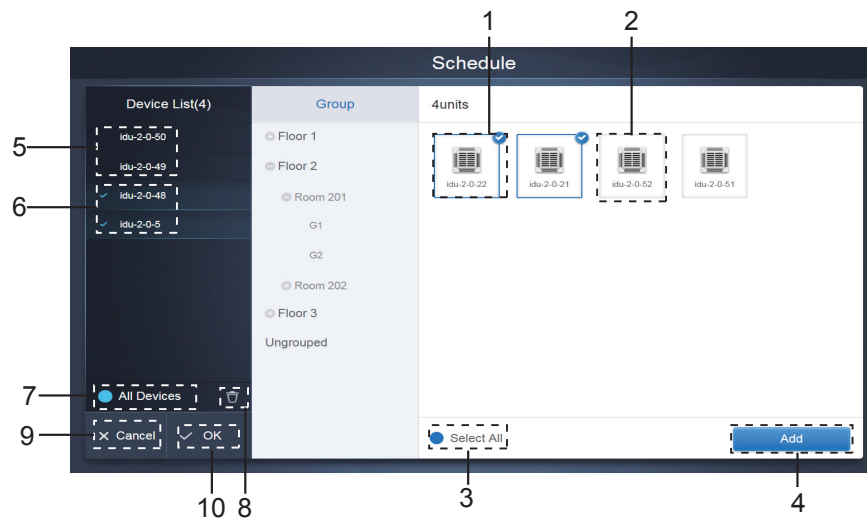 1
2
Schedule
Device List(4)
Group
4units
5
idu-2-0-50
idu-2-0-49
6
idu-2-0-48
idu-2-0-5
Floor 1
Floor 2
Room 201
G1
G2
Room 202
Floor 3
Ungrouped
idu-2-0-22
idu-2-0-21
idu-2-0-52
idu-2-0-51
7
All Devices
9
Cancel
OK
Select All
Add
10
8
3
4